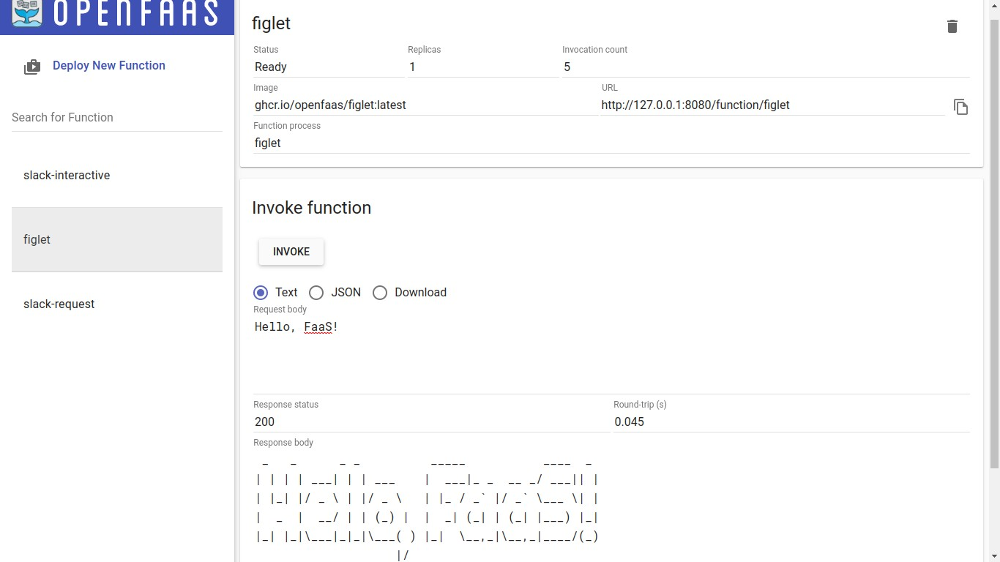 OPENFAAS
Deploy New Function
Search for Function
slack-interactive
figlet
slack-request
figlet
Status Replicas Invocation count
Ready 1 5
Image URL
ghcr.io/openfaas/figlet:latest http://127.0.0.1:8080/function/figlet
Function process
figlet
Invoke function
INVOKE
Text JSON Download
Request body
Hello, FaaS!
Response status Round-trip (s)
200 0.045
Response body
 _   _      _ _          _____           ____  _
| | | | ___| | | ___    |  ___|_ _  __ _/ ___|| |
| |_| |/ _ \ | |/ _ \   | |_ / _` |/ _` \___ \| |
|  _  |  __/ | | (_) |  |  _| (_| | (_| |___) |_|
|_| |_|\___|_|_|\___( ) |_|  \__,_|\__,_|____/(_)
                    |/